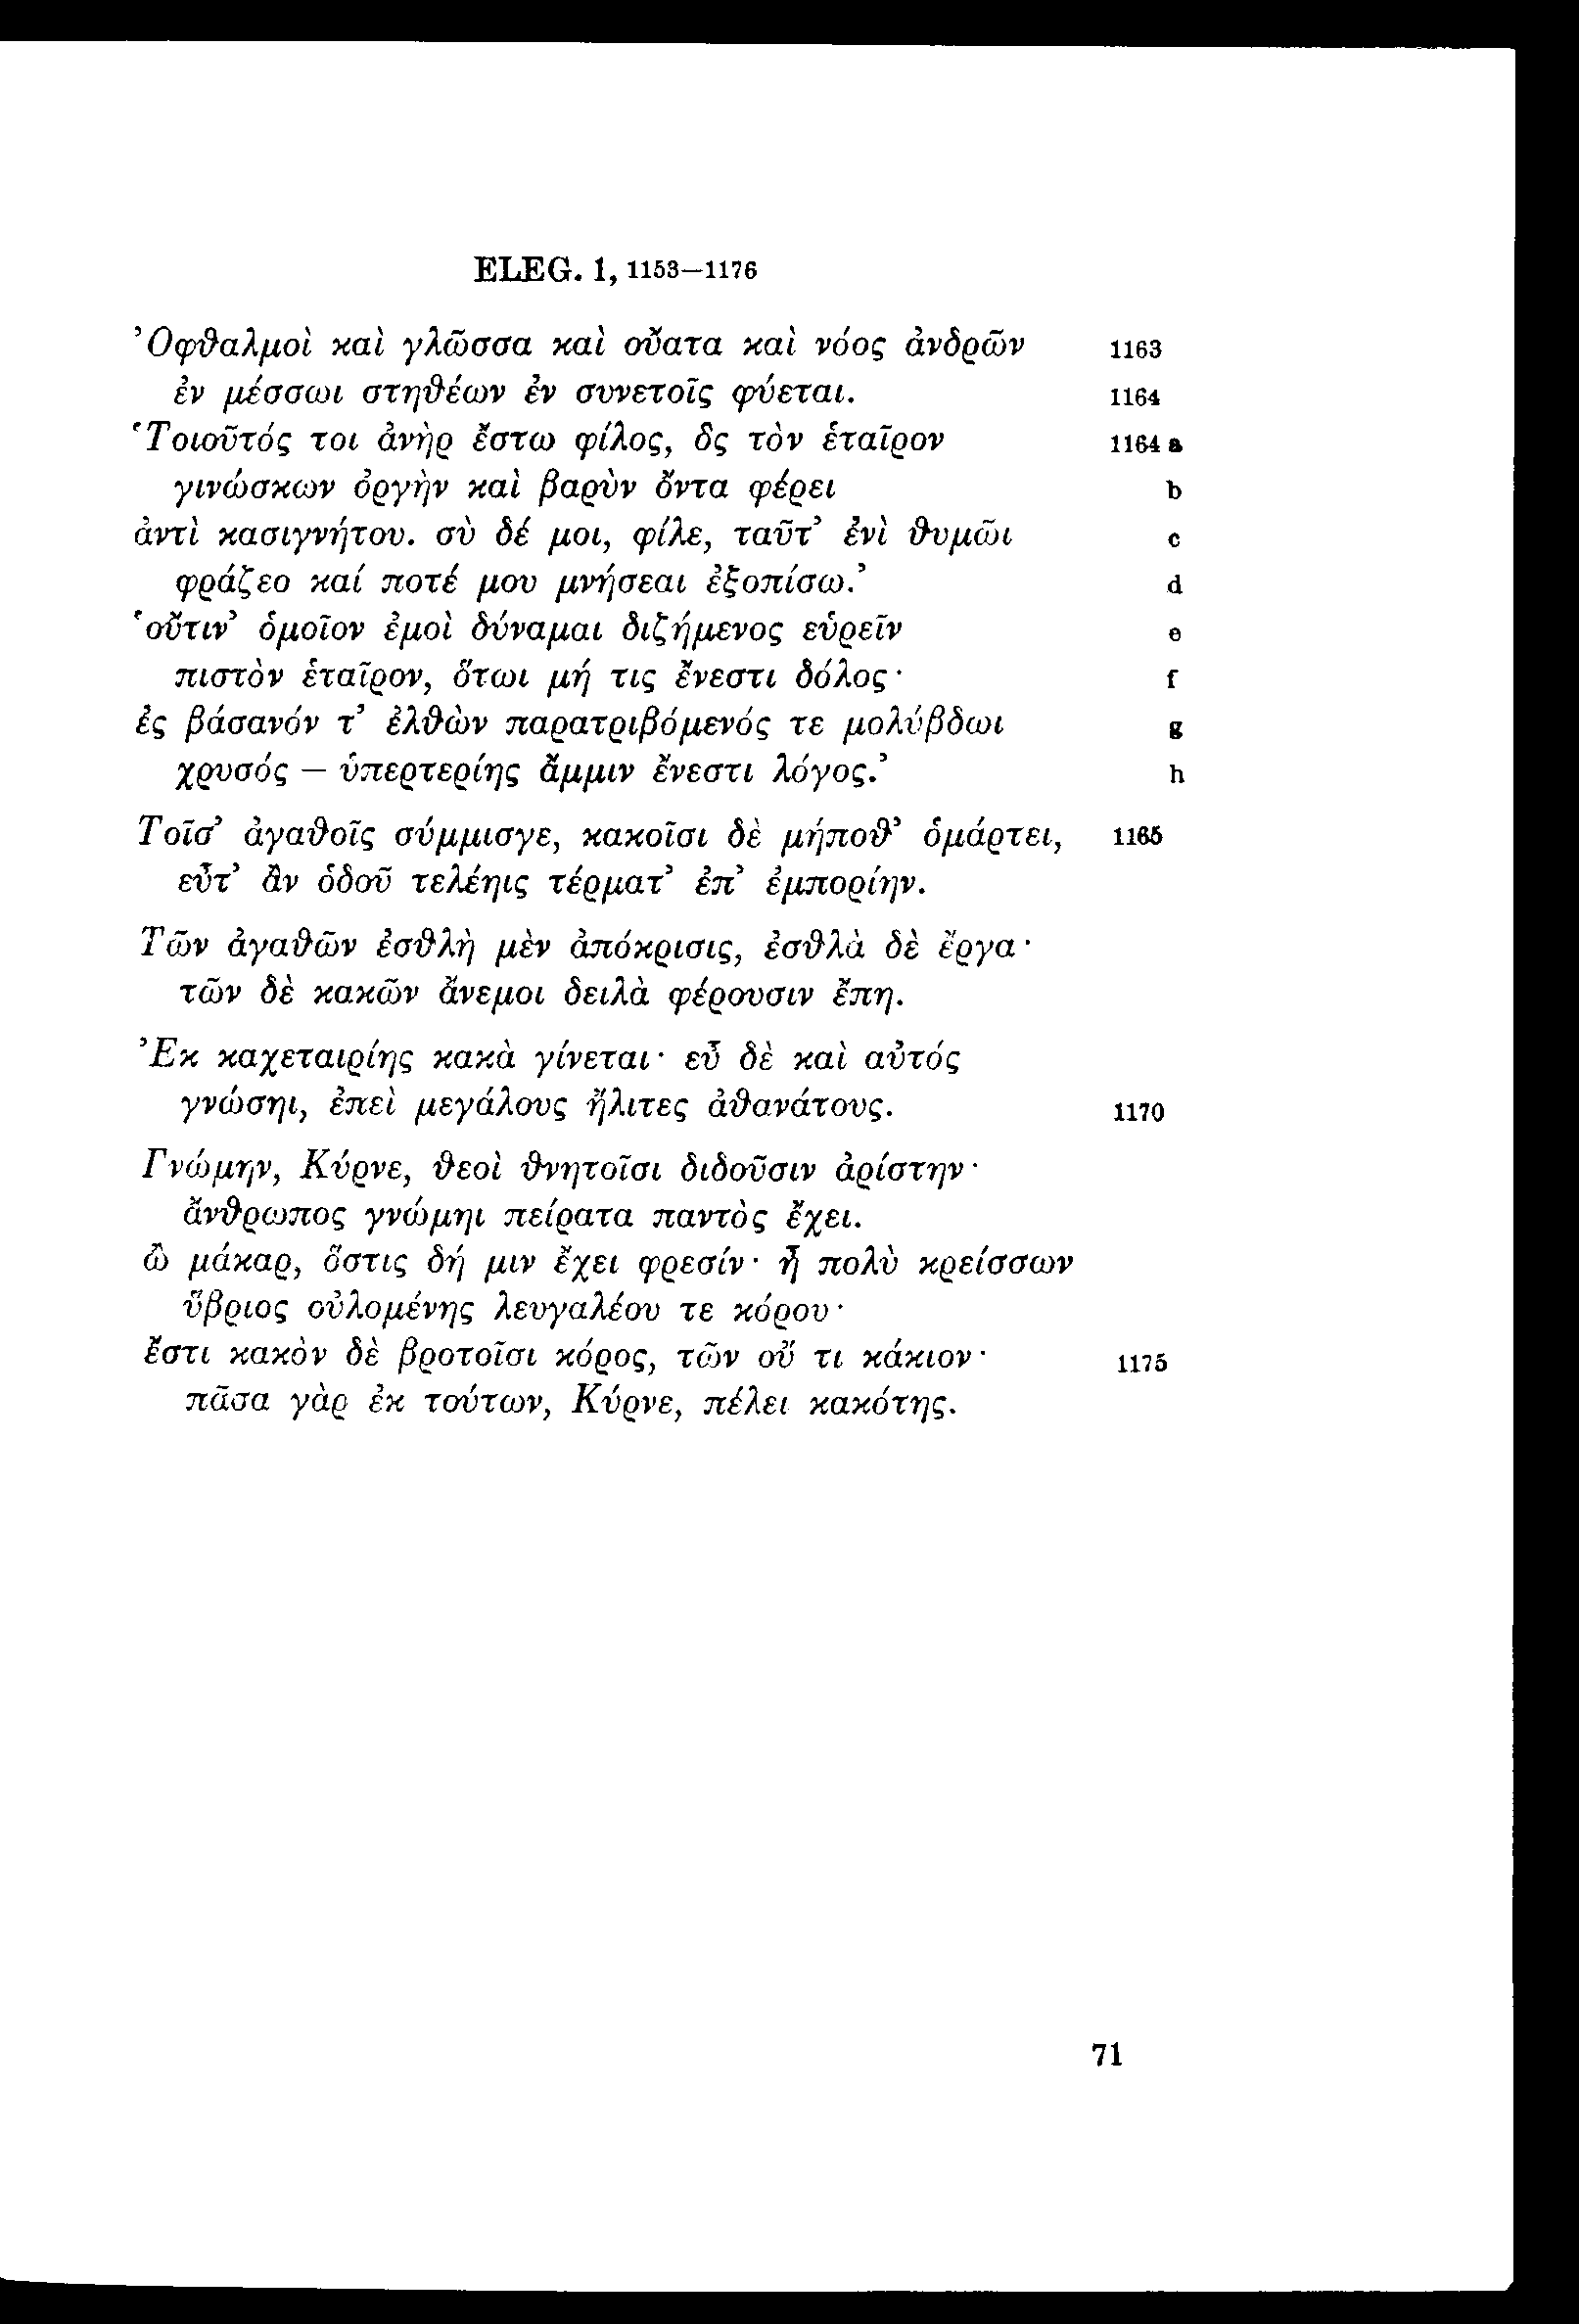 ELEG. 1, 1153—1176
Ὀφθαλμοὶ καὶ γλῶσσα καὶ οὔατα καὶ νόος ἀνδρῶν 1163
ἐν μέσσωι στηθέων ἐν συνετοῖς φύεται. 1164
‘Τοιοῦτός τοι ἀνὴρ ἔστω φίλος, ὃς τὸν ἑταῖρον 1164 a
γινώσκων ὀργὴν καὶ βαρὺν ὄντα φέρει b
ἀντὶ κασιγνήτου. σὺ δέ μοι, φίλε, ταῦτ’ ἐνὶ θυμῶι c
φράζεο καί ποτέ μου μνήσεαι ἐξοπίσω.’ d
‘οὔτιν’ ὁμοῖον ἐμοὶ δύναμαι διζήμενος εὑρεῖν e
πιστὸν ἑταῖρον, ὅτωι μή τις ἔνεστι δόλος· f
ἐς βάσανόν τ’ ἐλθὼν παρατριβόμενός τε μολύβδωι g
χρυσός — ὑπερτερίης ἄμμιν ἔνεστι λόγος.’ h
Τοῖσ’ ἀγαθοῖς σύμμισγε, κακοῖσι δὲ μήποθ’ ὁμάρτει, 1165
εὖτ’ ἂν ὁδοῦ τελέηις τέρματ’ ἐπ’ ἐμπορίην.
Τῶν ἀγαθῶν ἐσθλὴ μὲν ἀπόκρισις, ἐσθλὰ δὲ ἔργα·
τῶν δὲ κακῶν ἄνεμοι δειλὰ φέρουσιν ἔπη.
Ἐκ καχεταιρίης κακὰ γίνεται· εὖ δὲ καὶ αὐτός
γνώσηι, ἐπεὶ μεγάλους ἤλιτες ἀθανάτους. 1170
Γνώμην, Κύρνε, θεοὶ θνητοῖσι διδοῦσιν ἀρίστην·
ἄνθρωπος γνώμηι πείρατα παντὸς ἔχει.
ὢ μάκαρ, ὅστις δή μιν ἔχει φρεσίν· ἦ πολὺ κρείσσων
ὕβριος οὐλομένης λευγαλέου τε κόρου·
ἔστι κακὸν δὲ βροτοῖσι κόρος, τῶν οὔ τι κάκιον· 1175
πᾶσα γὰρ ἐκ τούτων, Κύρνε, πέλει κακότης.
71